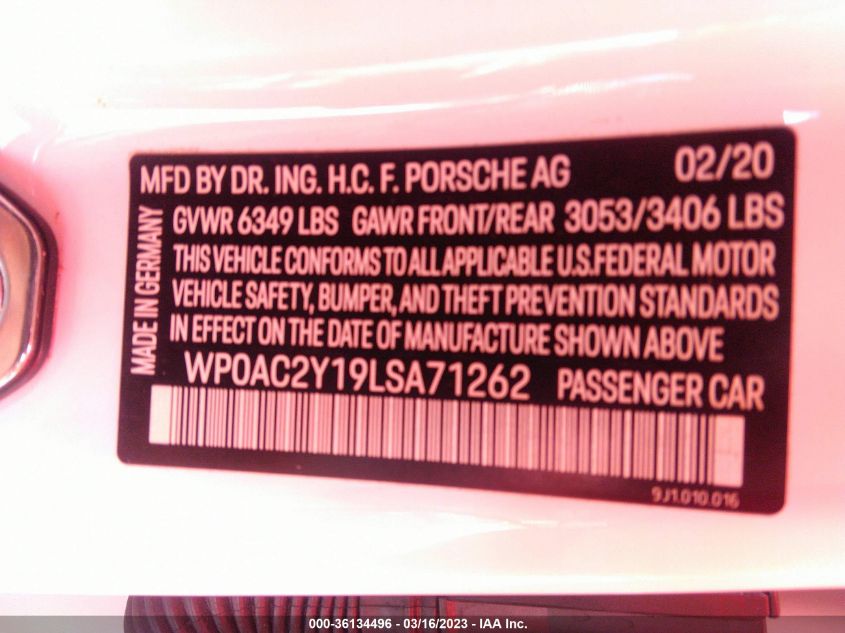 MFD BY DR. ING. H.C. F. PORSCHE AG 02/20
GVWR 6349 LBS GAWR FRONT/REAR 3053/3406 LBS
THIS VEHICLE CONFORMS TO ALL APPLICABLE U.S.FEDERAL MOTOR
VEHICLE SAFETY, BUMPER, AND THEFT PREVENTION STANDARDS
IN EFFECT ON THE DATE OF MANUFACTURE SHOWN ABOVE
MADE IN GERMANY
WP0AC2Y19LSA71262 PASSENGER CAR
9J1.010.016
000-36134496 - 03/16/2023 - IAA Inc.